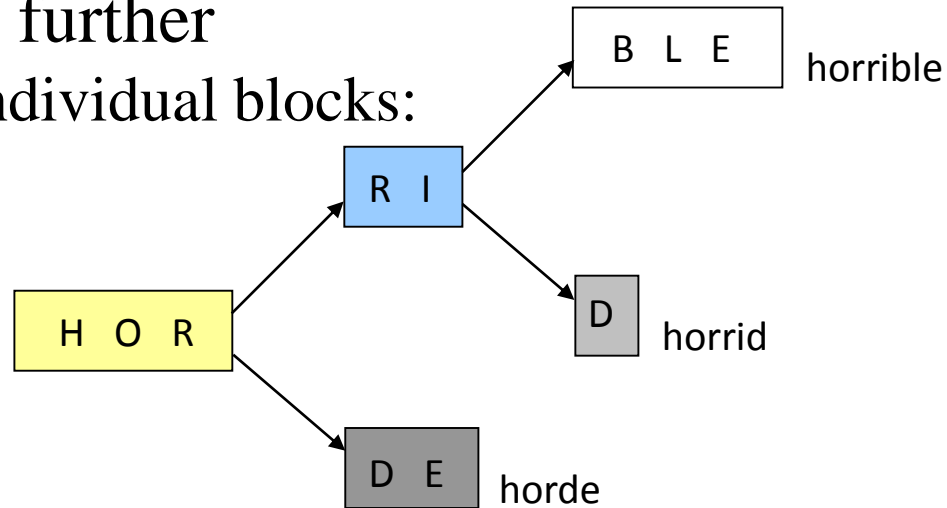 further
ndividual blocks:
B L E
horrible
R I
H O R
D
horrid
D E
horde